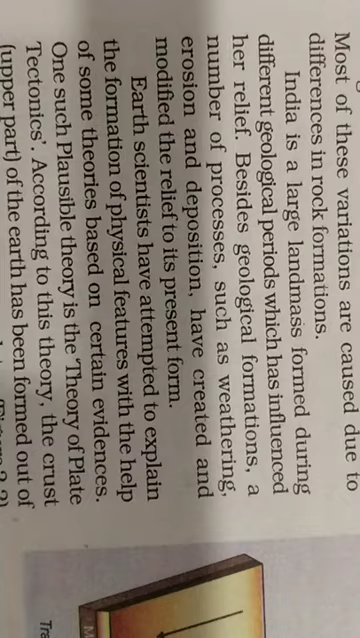 Most of these variations are caused due to
differences in rock formations.
India is a large landmass formed during
different geological periods which has influenced
her relief. Besides geological formations, a
number of processes, such as weathering,
erosion and deposition, have created and
modified the relief to its present form.
Earth scientists have attempted to explain
the formation of physical features with the help
of some theories based on certain evidences.
One such Plausible theory is the ‘Theory of Plate
Tectonics’. According to this theory, the crust
(upper part) of the earth has been formed out of